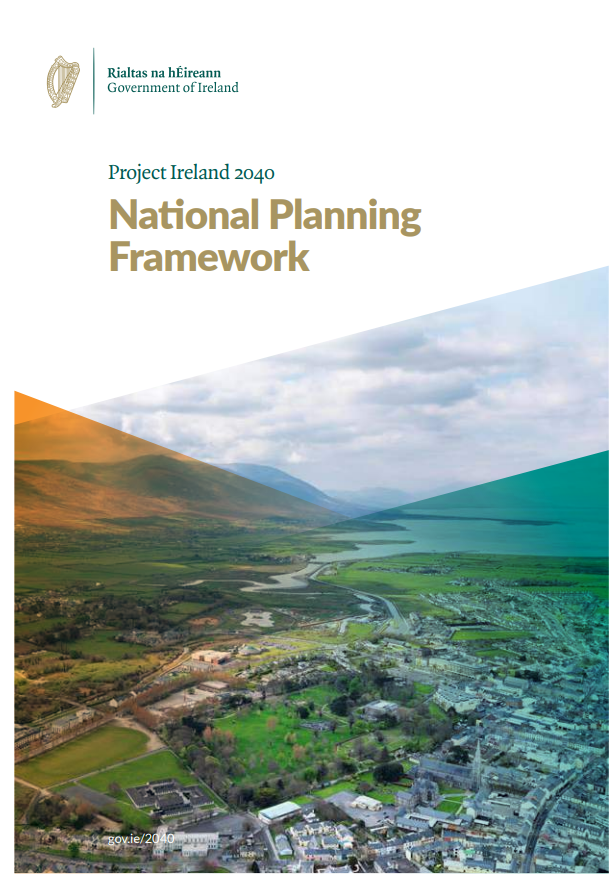 Rialtas na hÉireann
Government of Ireland
Project Ireland 2040
National Planning
Framework
gov.ie/2040